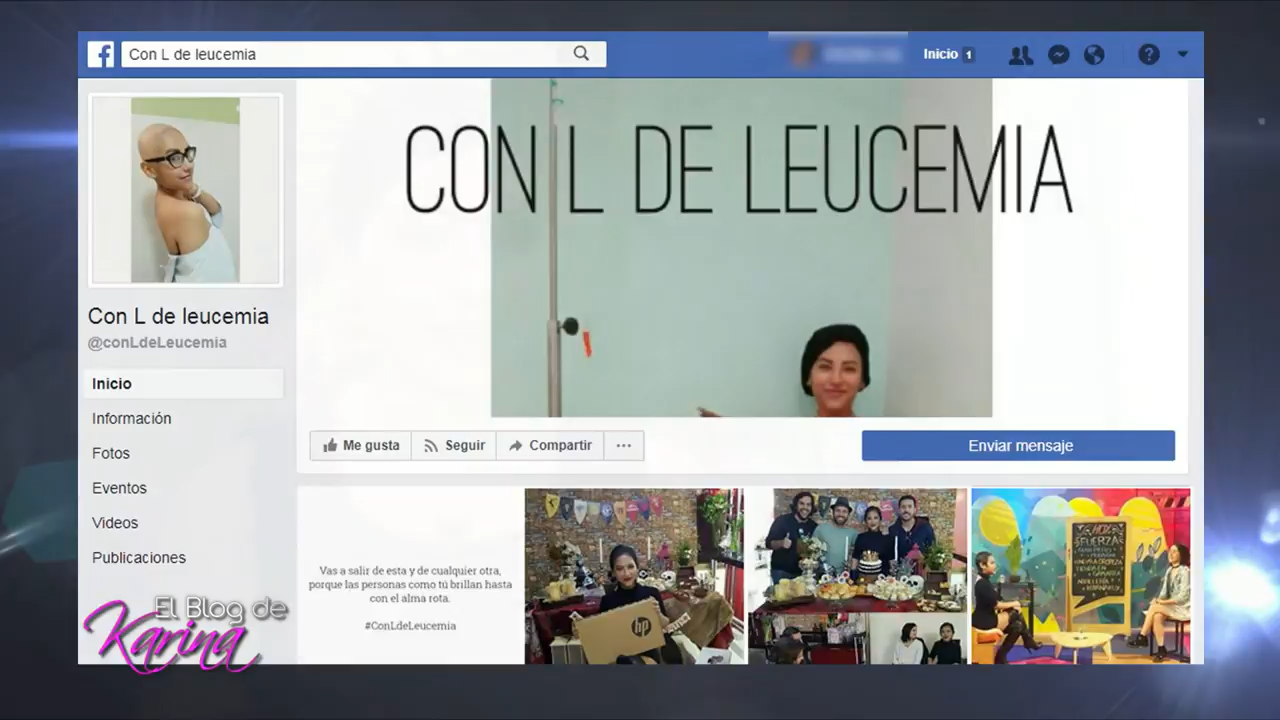 Con L de leucemia
Inicio 1
CON L DE LEUCEMIA
Con L de leucemia
@conLdeLeucemia
Inicio
Información
Fotos
Eventos
Videos
Publicaciones
Me gusta
Seguir
Compartir
Enviar mensaje
Vas a salir de esta y de cualquier otra,
porque las personas como tú brillan hasta
con el alma rota.
#ConLdeLeucemia
hp
HOY
FUERZA
El Blog de
Karina